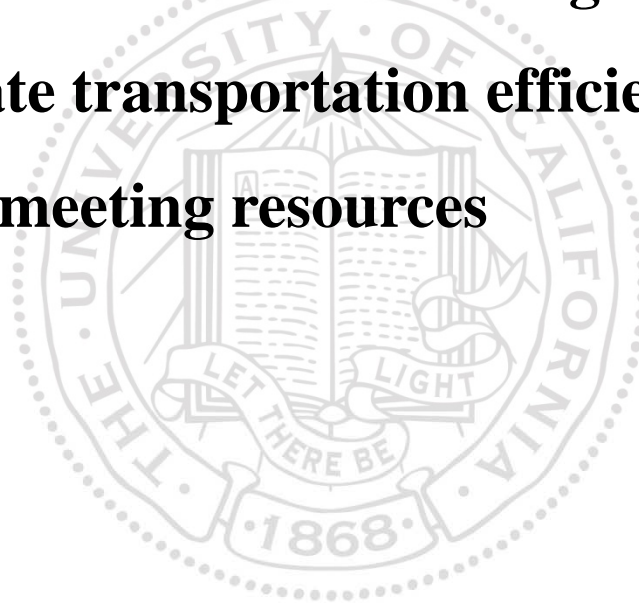 ate transportation efficie
meeting resources
THE · UNIVERSITY · OF · CALIFORNIA
A
LET THERE BE LIGHT
·1868·